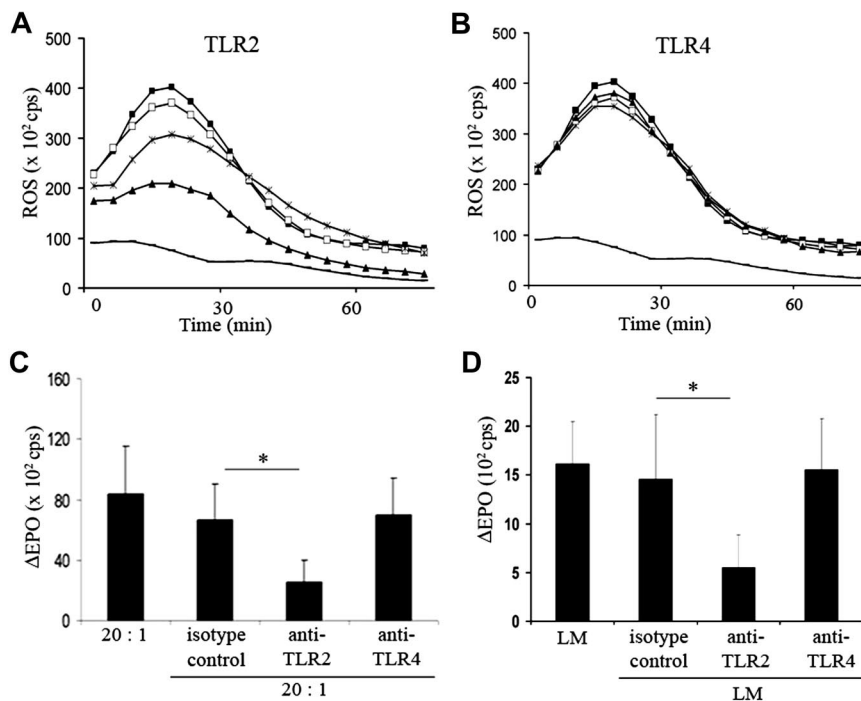 A
TLR2
ROS (x 10² cps)
500
400
300
200
100
0
0
30
60
Time (min)
B
TLR4
ROS (x 10² cps)
500
400
300
200
100
0
0
30
60
Time (min)
C
ΔEPO (x 10² cps)
160
120
80
40
0
*
20 : 1
isotype control
anti-TLR2
anti-TLR4
20 : 1
D
ΔEPO (10² cps)
25
20
15
10
5
0
*
LM
isotype control
anti-TLR2
anti-TLR4
LM